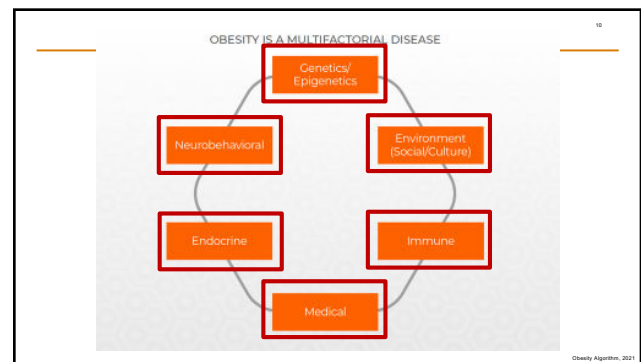 10
OBESITY IS A MULTIFACTORIAL DISEASE
Genetics/
Epigenetics
Neurobehavioral
Environment
(Social/Culture)
Endocrine
Immune
Medical
Obesity Algorithm, 2021